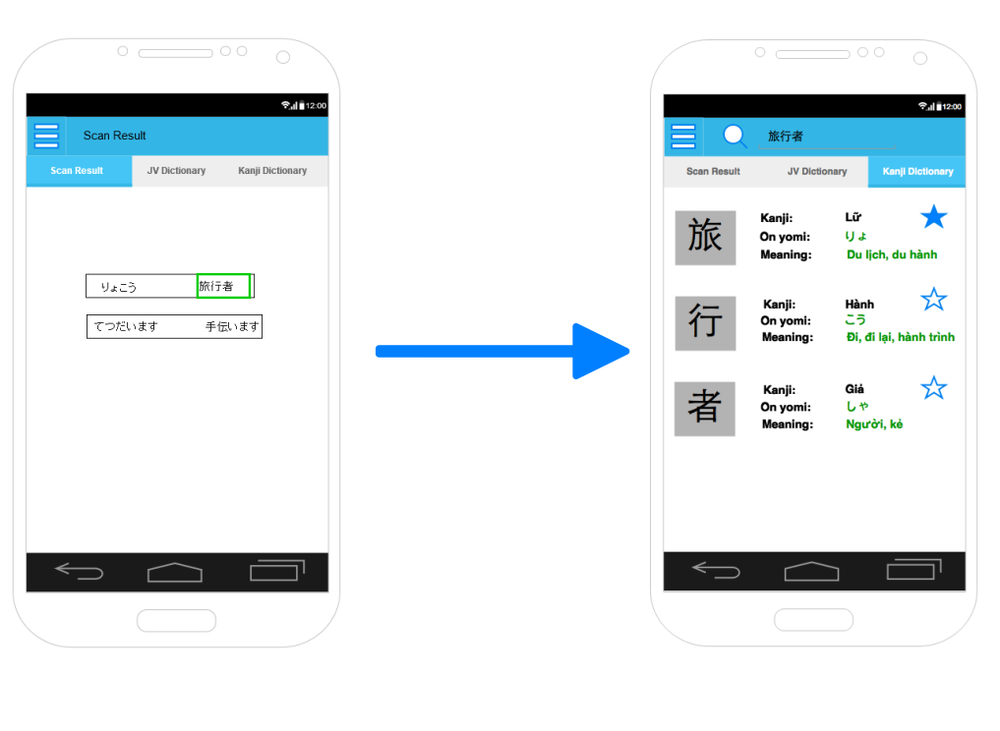 12:00
Scan Result
Scan Result JV Dictionary Kanji Dictionary
りょこう 旅行者
てつだいます 手伝います
12:00
旅行者
Scan Result JV Dictionary Kanji Dictionary
旅
Kanji: Lữ
On yomi: りょ
Meaning: Du lịch, du hành
行
Kanji: Hành
On yomi: こう
Meaning: Đi, đi lại, hành trình
者
Kanji: Giả
On yomi: しゃ
Meaning: Người, kẻ